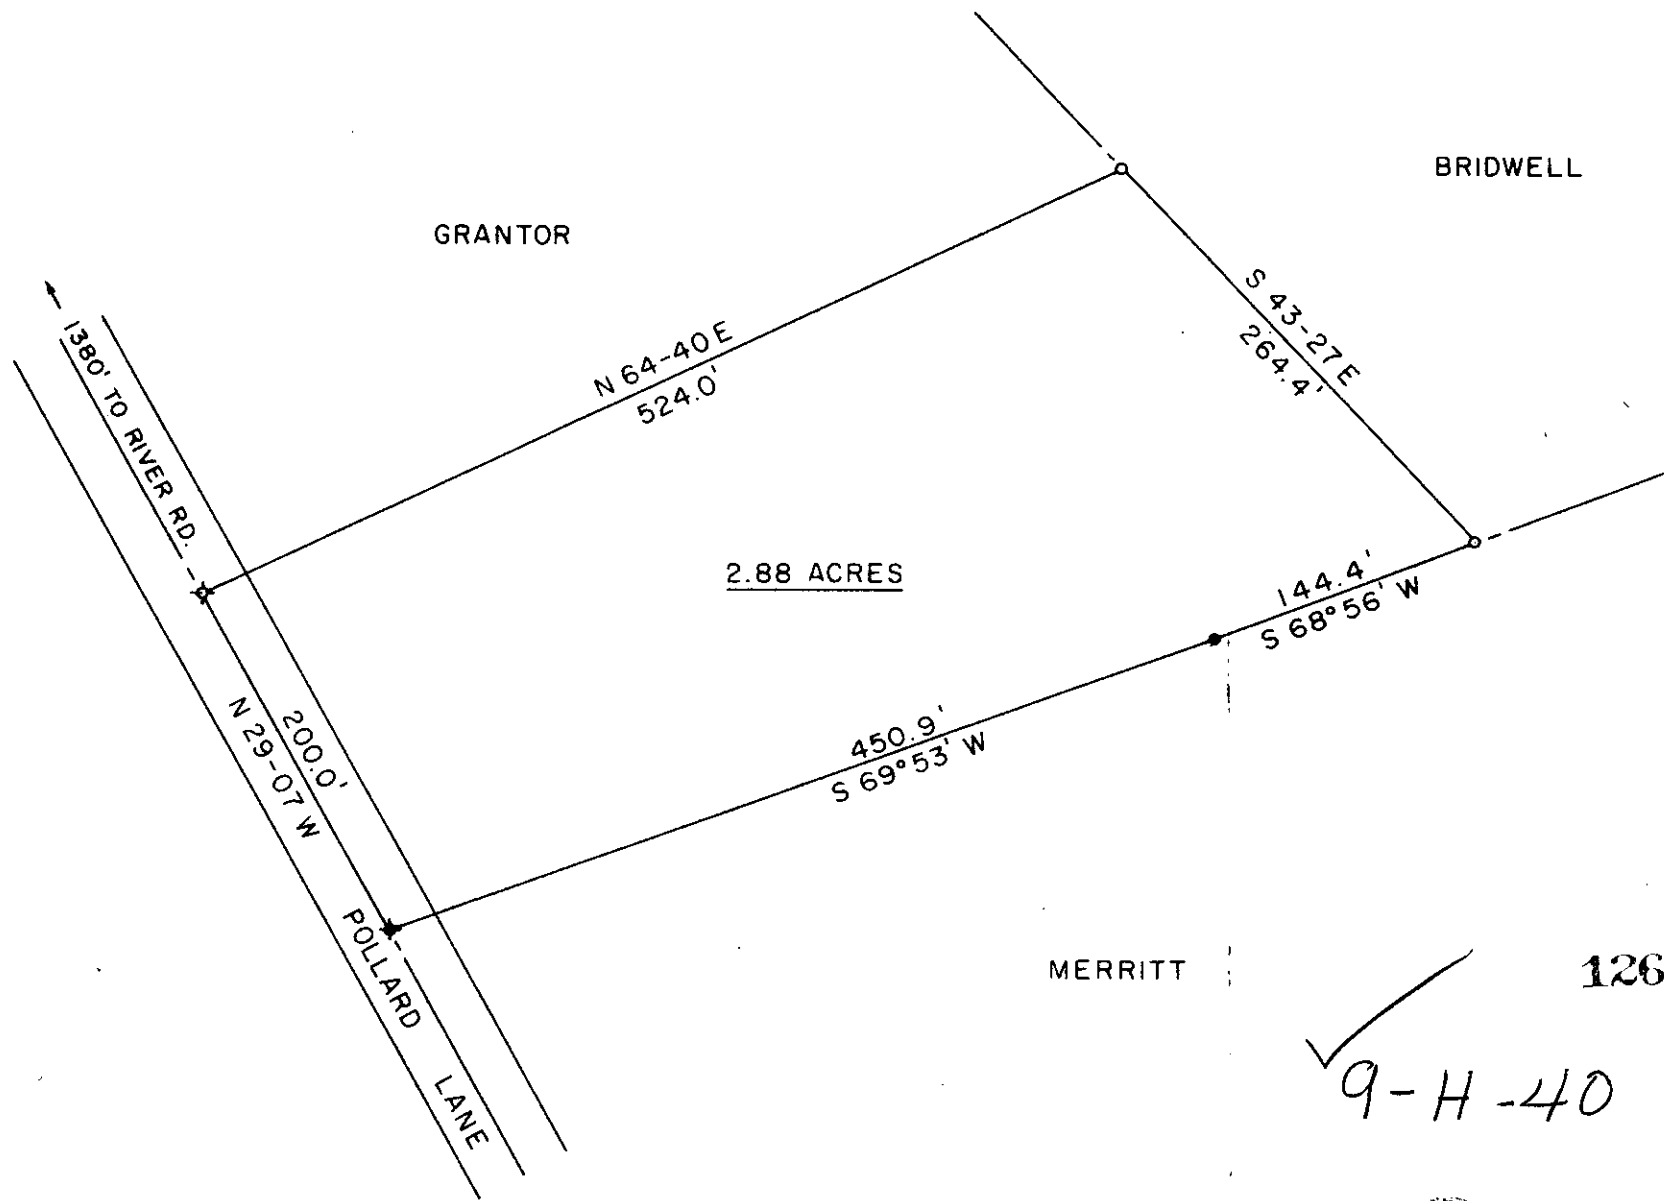 BRIDWELL
GRANTOR
S 43-27 E
264.4'
1380' TO RIVER RD.
N 64-40 E
524.0'
2.88 ACRES
144.4'
S 68°56' W
200.0'
N 29-07 W
450.9'
S 69°53' W
POLLARD LANE
MERRITT
126
9-H-40